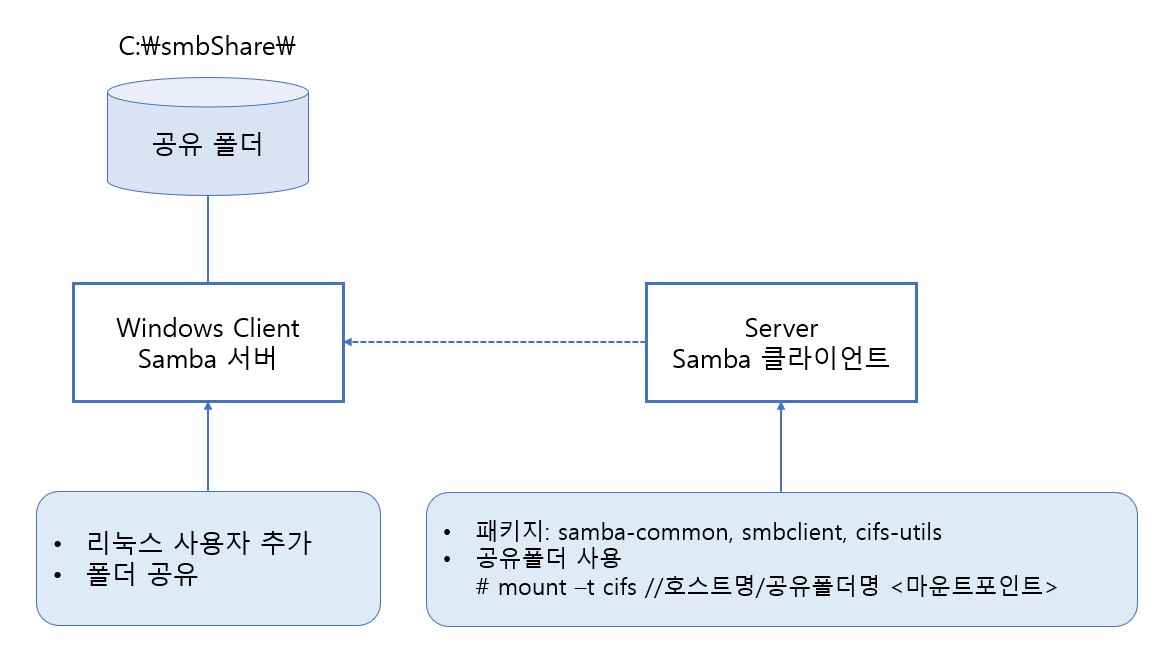 C:₩smbShare₩
공유 폴더
Windows Client
Samba 서버
Server
Samba 클라이언트
• 리눅스 사용자 추가
• 폴더 공유
• 패키지: samba-common, smbclient, cifs-utils
• 공유폴더 사용
# mount –t cifs //호스트명/공유폴더명 <마운트포인트>